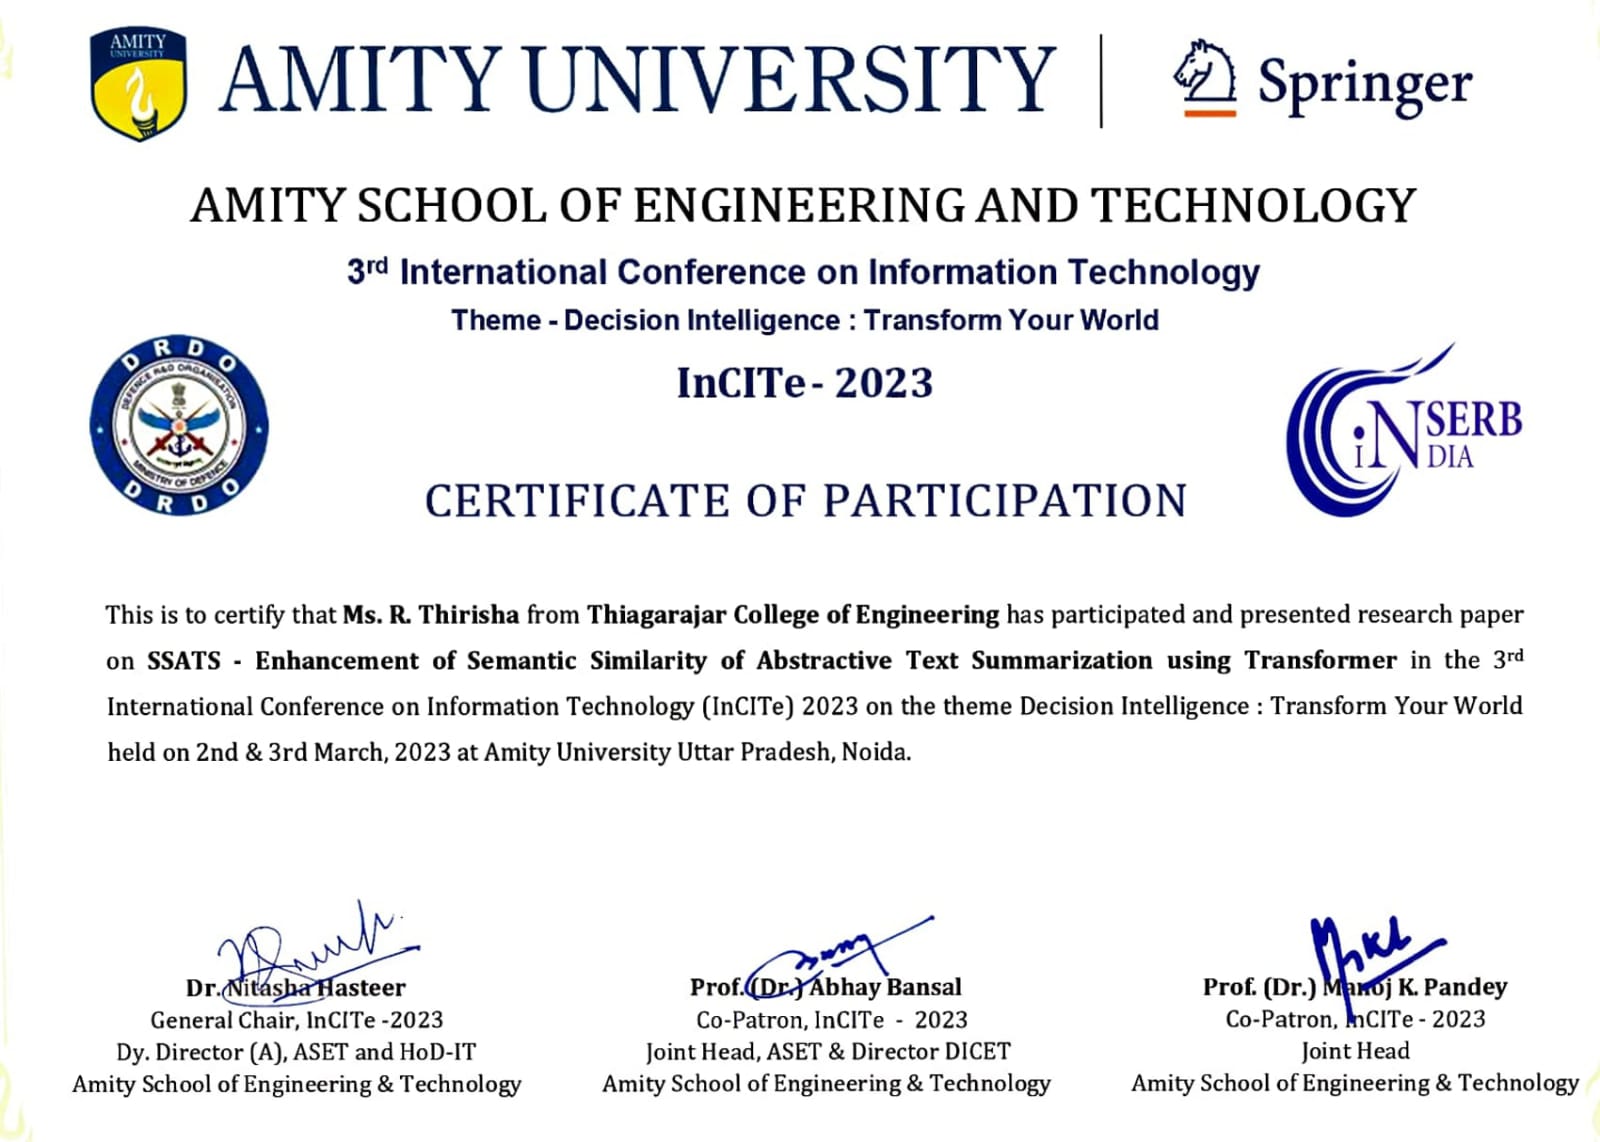 AMITY
UNIVERSITY
AMITY UNIVERSITY
Springer
AMITY SCHOOL OF ENGINEERING AND TECHNOLOGY
3rd International Conference on Information Technology
Theme - Decision Intelligence : Transform Your World
InCITe- 2023
DRDO
DEFENCE R&D ORGANISATION
MINISTRY OF DEFENCE
DRDO
iNSERB
DIA
CERTIFICATE OF PARTICIPATION
This is to certify that Ms. R. Thirisha from Thiagarajar College of Engineering has participated and presented research paper
on SSATS - Enhancement of Semantic Similarity of Abstractive Text Summarization using Transformer in the 3rd
International Conference on Information Technology (InCITe) 2023 on the theme Decision Intelligence : Transform Your World
held on 2nd & 3rd March, 2023 at Amity University Uttar Pradesh, Noida.
Dr. Nitasha Hasteer
General Chair, InCITe -2023
Dy. Director (A), ASET and HoD-IT
Amity School of Engineering & Technology
Prof. (Dr.) Abhay Bansal
Co-Patron, InCITe - 2023
Joint Head, ASET & Director DICET
Amity School of Engineering & Technology
Prof. (Dr.) Manoj K. Pandey
Co-Patron, InCITe - 2023
Joint Head
Amity School of Engineering & Technology